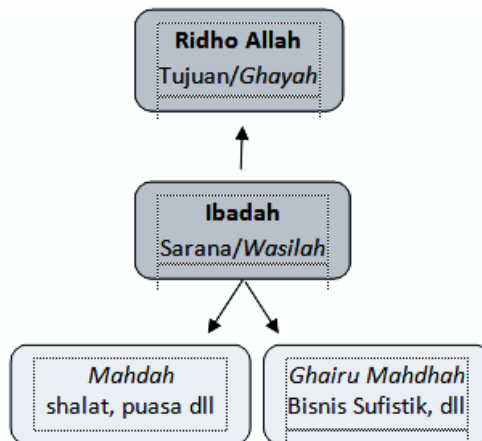 Ridho Allah
Tujuan/Ghayah
Ibadah
Sarana/Wasilah
Mahdah
shalat, puasa dll
Ghairu Mahdhah
Bisnis Sufistik, dll